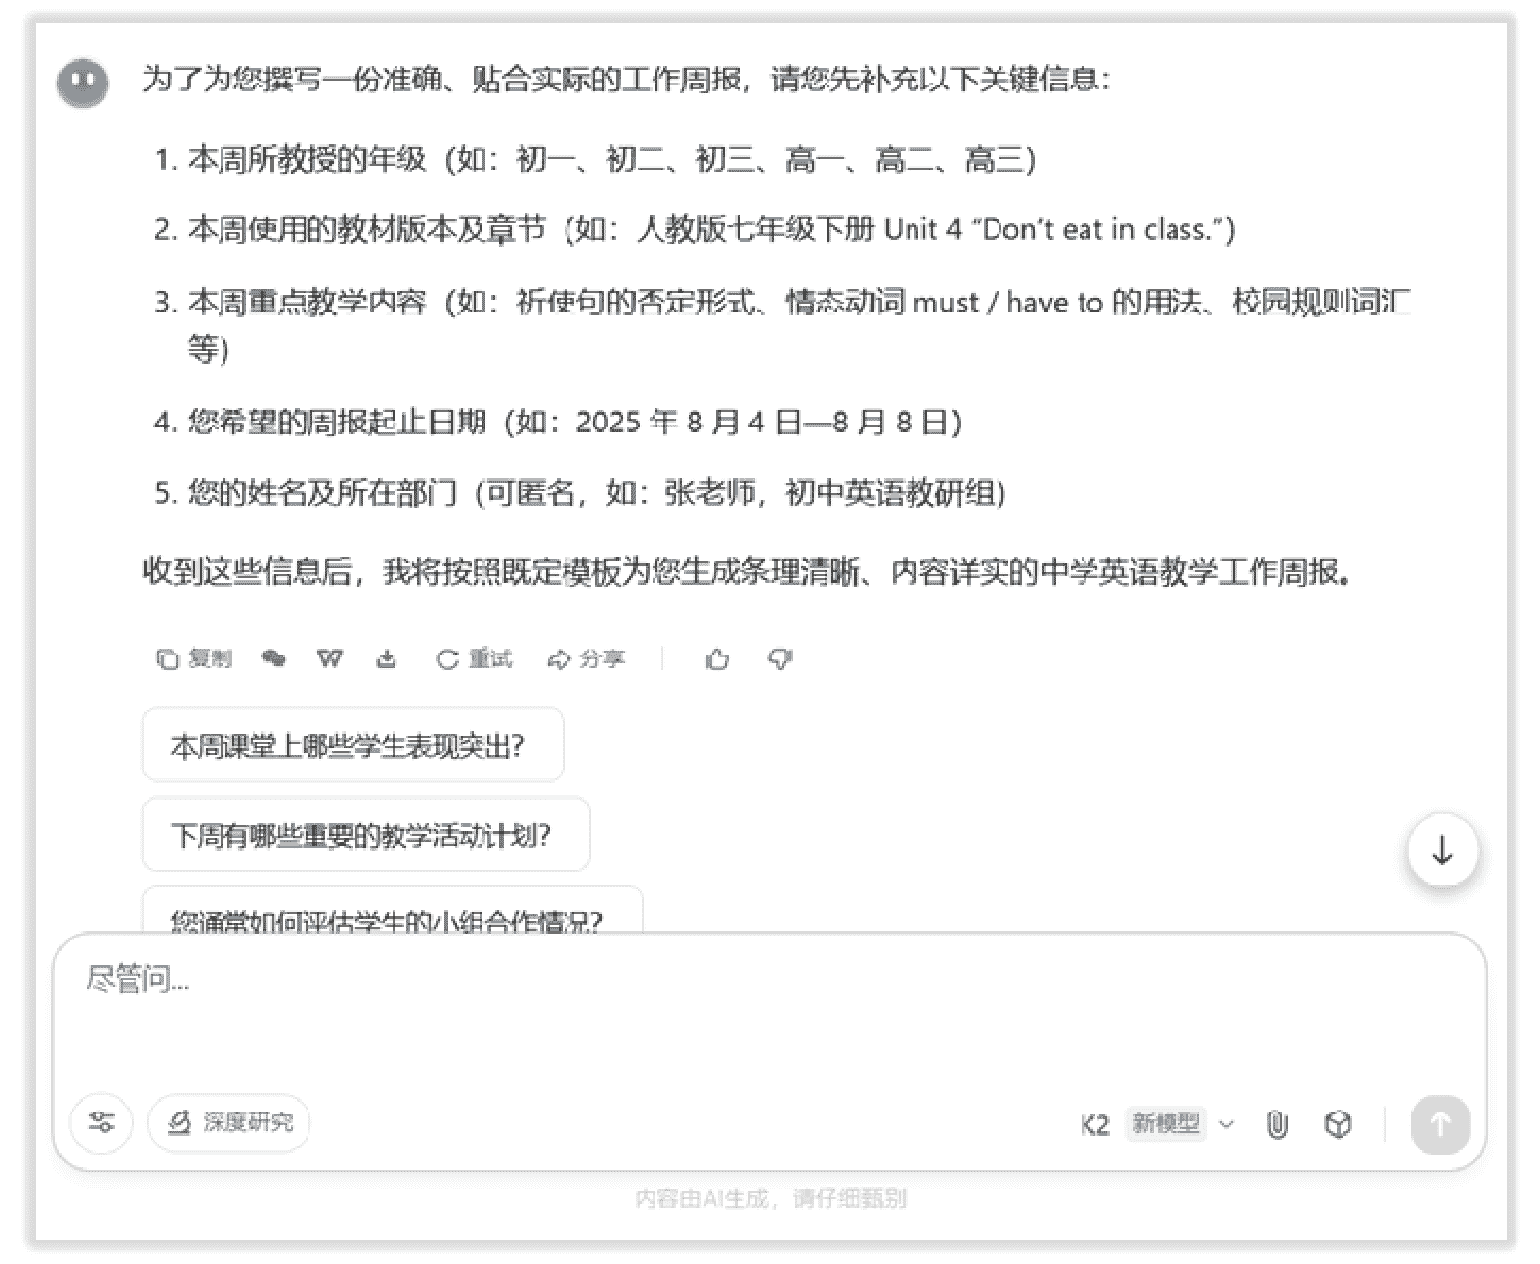 为了为您撰写一份准确、贴合实际的工作周报，请您先补充以下关键信息：
1. 本周所教授的年级（如：初一、初二、初三、高一、高二、高三）
2. 本周使用的教材版本及章节（如：人教版七年级下册 Unit 4 “Don’t eat in class.”）
3. 本周重点教学内容（如：祈使句的否定形式、情态动词 must / have to 的用法、校园规则词汇
等）
4. 您希望的周报起止日期（如：2025 年 8 月 4 日—8 月 8 日）
5. 您的姓名及所在部门（可匿名，如：张老师，初中英语教研组）
收到这些信息后，我将按照既定模板为您生成条理清晰、内容详实的中学英语教学工作周报。
复制 重试 分享
本周课堂上哪些学生表现突出？
下周有哪些重要的教学活动计划？
您通常如何评估学生的小组合作情况？
尽管问...
深度研究 K2 新模型
内容由AI生成，请仔细甄别